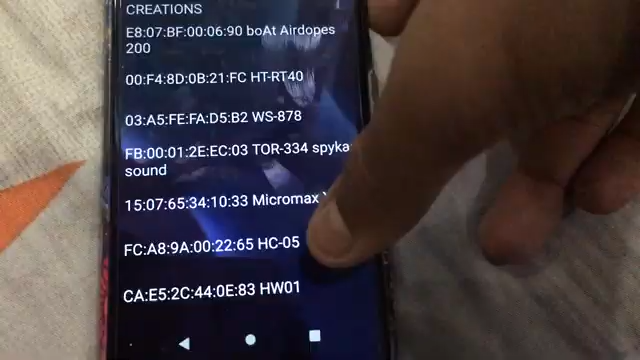 CREATIONS
E8:07:BF:00:06:90 boAt Airdopes
200
00:F4:8D:0B:21:FC HT-RT40
03:A5:FE:FA:D5:B2 WS-878
FB:00:01:2E:EC:03 TOR-334 spyka
sound
15:07:65:34:10:33 Micromax
FC:A8:9A:00:22:65 HC-05
CA:E5:2C:44:0E:83 HW01